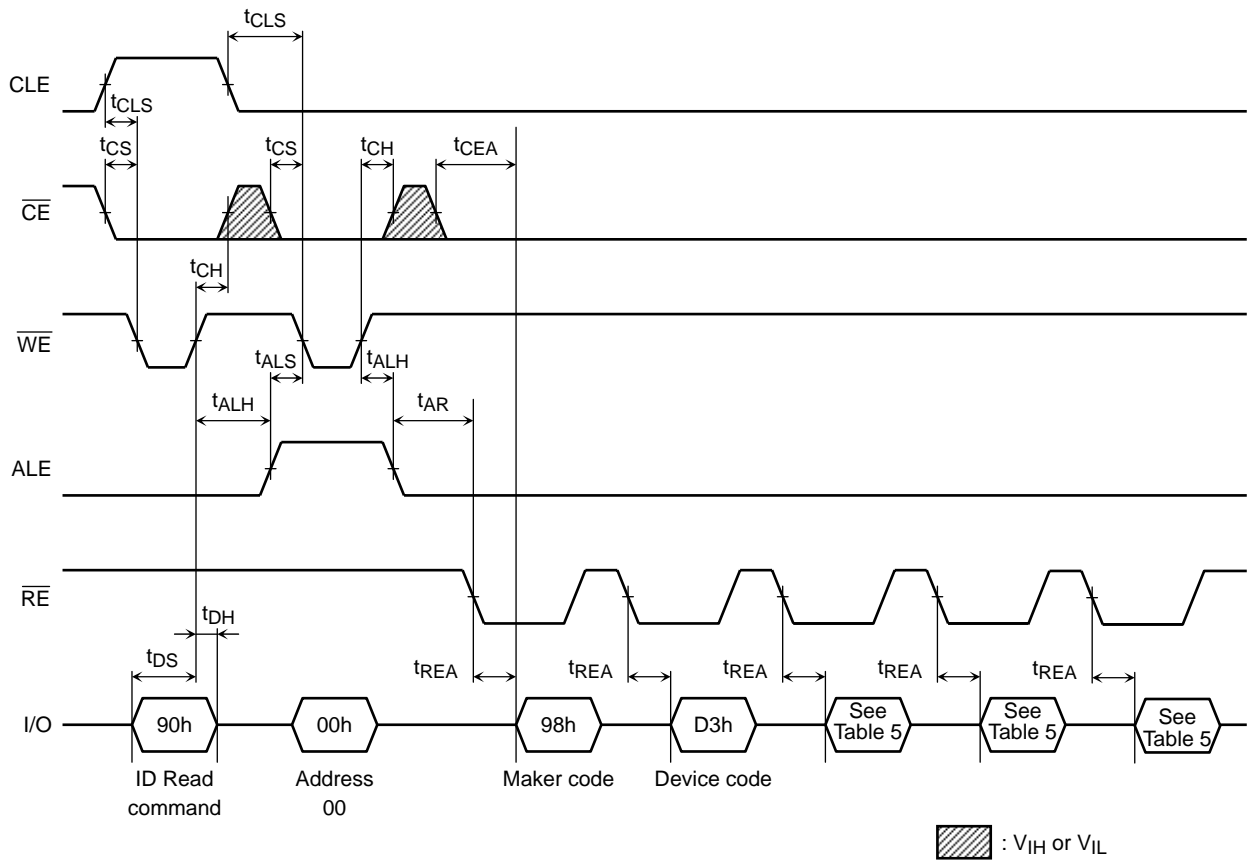 tCLS
CLE
tCLS
tCS
tCS
tCH
tCEA
CE
tCH
WE
tALS
tALH
tALH
tAR
ALE
RE
tDH
tDS
tREA
tREA
tREA
tREA
tREA
I/O
90h
00h
98h
D3h
See
Table 5
See
Table 5
See
Table 5
ID Read
command
Address
00
Maker code
Device code
: VIH or VIL